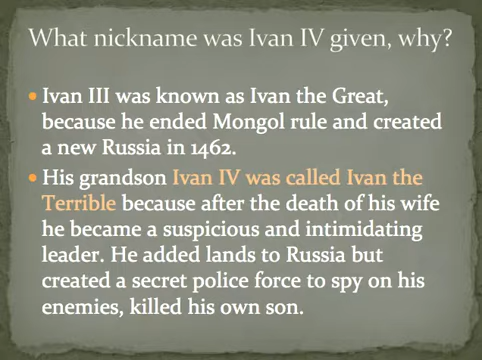 What nickname was Ivan IV given, why?
• Ivan III was known as Ivan the Great,
because he ended Mongol rule and created
a new Russia in 1462.
• His grandson Ivan IV was called Ivan the
Terrible because after the death of his wife
he became a suspicious and intimidating
leader. He added lands to Russia but
created a secret police force to spy on his
enemies, killed his own son.